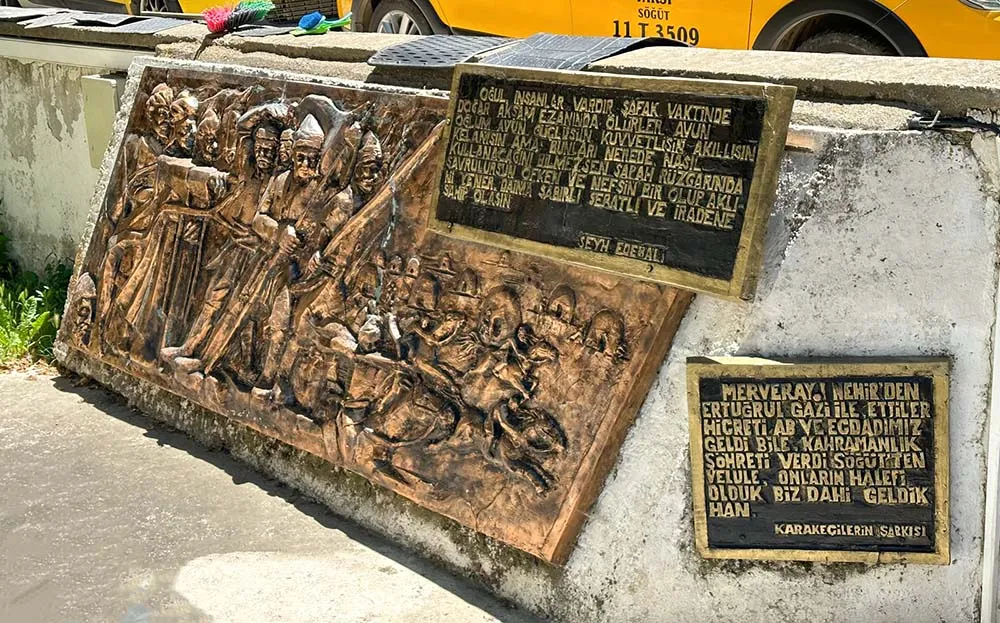 TAKSİ
SÖĞÜT
11 T 3509
OĞUL İNSANLAR VARDIR ŞAFAK VAKTİNDE
DOĞAR AKŞAM EZANINDA ÖLÜRLER AVUN
OĞUN AVUN GÜÇLÜSÜN KUVVETLİSİN AKILLISIN
KELAMSIN AMA BUNLAR NEREDE NASIL
KULLANACAĞINI BİLMEZSEN SABAH RÜZGARINDA
SAVRULURSUN ÖFKEN VE NEFSİN BİR OLUP AKLI-
NI YENER DAİMA SABIRLI SEBATLI VE İRADENE
SAHİP OLASIN
ŞEYH EDEBALİ
MERVERAY.I NEHİR'DEN
ERTUĞRUL GAZİ İLE, ETTİLER
HİCRETİ AB VE ECDADIMIZ
GELDİ BİLE, KAHRAMANLIK
ŞÖHRETİ VERDİ SÖĞÜT'TEN
VELULE, ONLARIN HALEFİ
OLDUK BİZ DAHİ GELDİK
HAN
KARAKEÇİLERİN ŞARKISI